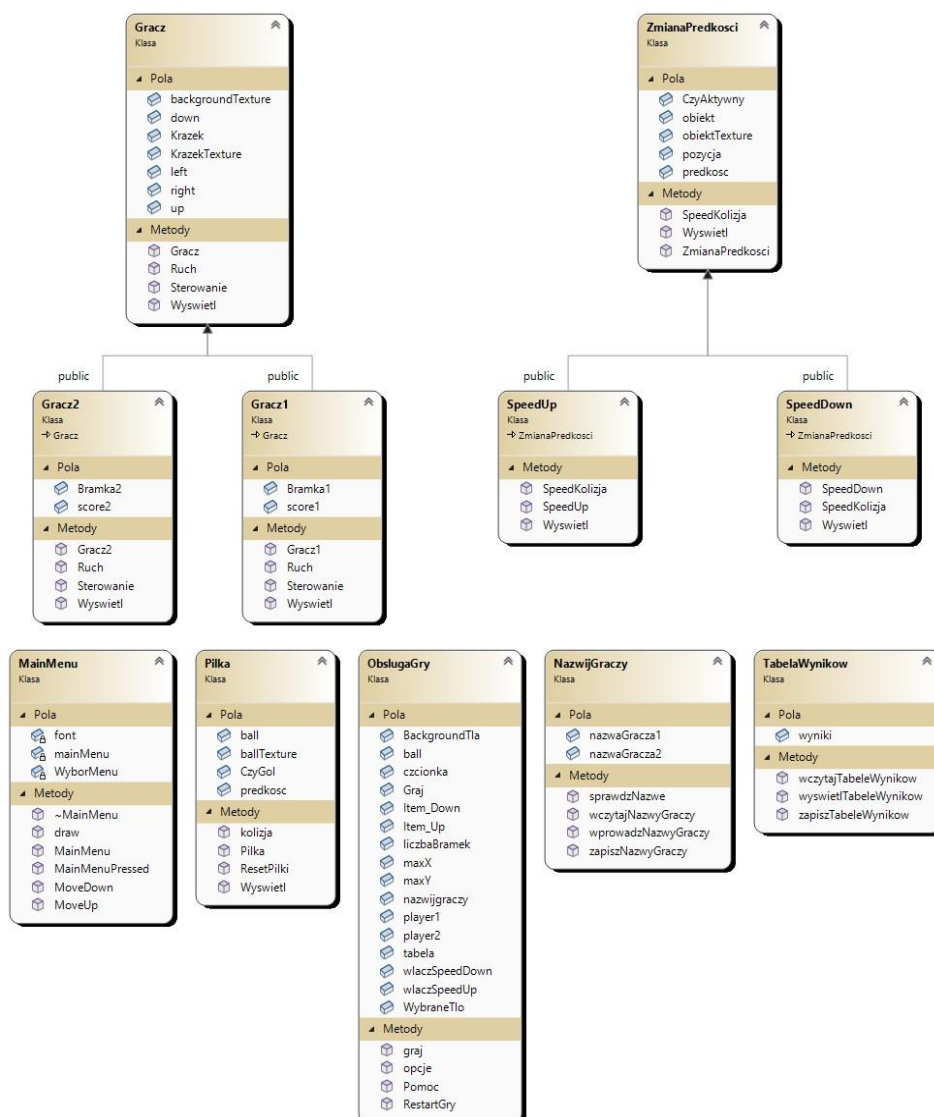 Gracz
Klasa
Pola
backgroundTexture
down
Krazek
KrazekTexture
left
right
up
Metody
Gracz
Ruch
Sterowanie
Wyswietl
ZmianaPredkosci
Klasa
Pola
CzyAktywny
obiekt
obiektTexture
pozycja
predkosc
Metody
SpeedKolizja
Wyswietl
ZmianaPredkosci
public
public
public
public
Gracz2
Klasa
Gracz
Pola
Bramka2
score2
Metody
Gracz2
Ruch
Sterowanie
Wyswietl
Gracz1
Klasa
Gracz
Pola
Bramka1
score1
Metody
Gracz1
Ruch
Sterowanie
Wyswietl
SpeedUp
Klasa
ZmianaPredkosci
Metody
SpeedKolizja
SpeedUp
Wyswietl
SpeedDown
Klasa
ZmianaPredkosci
Metody
SpeedDown
SpeedKolizja
Wyswietl
MainMenu
Klasa
Pola
font
mainMenu
WyborMenu
Metody
~MainMenu
draw
MainMenu
MainMenuPressed
MoveDown
MoveUp
Pilka
Klasa
Pola
ball
ballTexture
CzyGol
predkosc
Metody
kolizja
Pilka
ResetPilki
Wyswietl
ObslugaGry
Klasa
Pola
BackgroundTla
ball
czcionka
Graj
Item_Down
Item_Up
liczbaBramek
maxX
maxY
nazwijgraczy
player1
player2
tabela
wlaczSpeedDown
wlaczSpeedUp
WybraneTlo
Metody
graj
opcje
Pomoc
RestartGry
NazwijGraczy
Klasa
Pola
nazwaGracza1
nazwaGracza2
Metody
sprawdzNazwe
wczytajNazwyGraczy
wprowadzNazwyGraczy
zapiszNazwyGraczy
TabelaWynikow
Klasa
Pola
wyniki
Metody
wczytajTabeleWynikow
wyswietlTabeleWynikow
zapiszTabeleWynikow